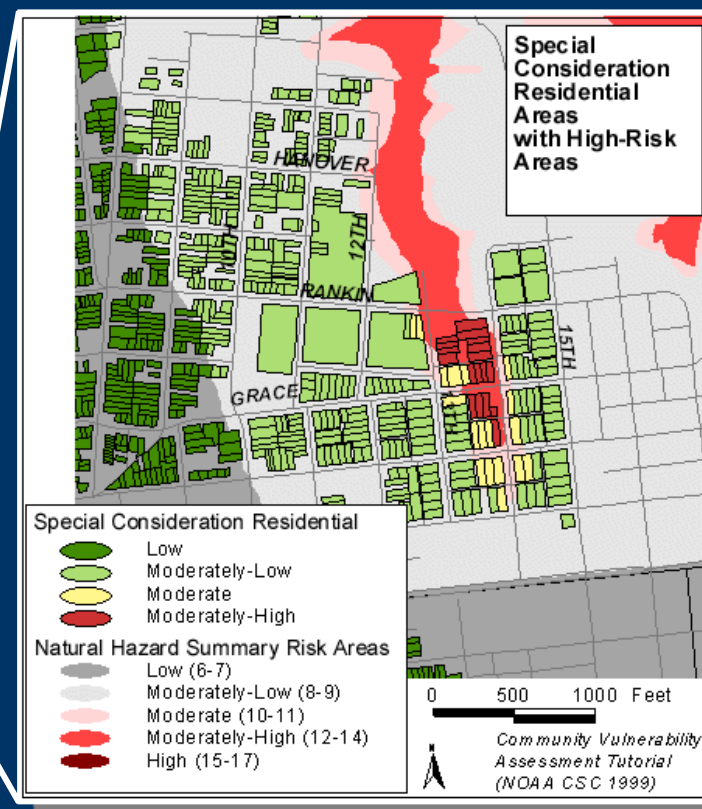 Special
Consideration
Residential
Areas
with High-Risk
Areas
HANOVER
10TH
12TH
RANKIN
15TH
GRACE
14TH
Special Consideration Residential
Low
Moderately-Low
Moderate
Moderately-High
Natural Hazard Summary Risk Areas
Low (6-7)
Moderately-Low (8-9)
Moderate (10-11)
Moderately-High (12-14)
High (15-17)
0 500 1000 Feet
N
Community Vulnerability
Assessment Tutorial
(NOAA CSC 1999)